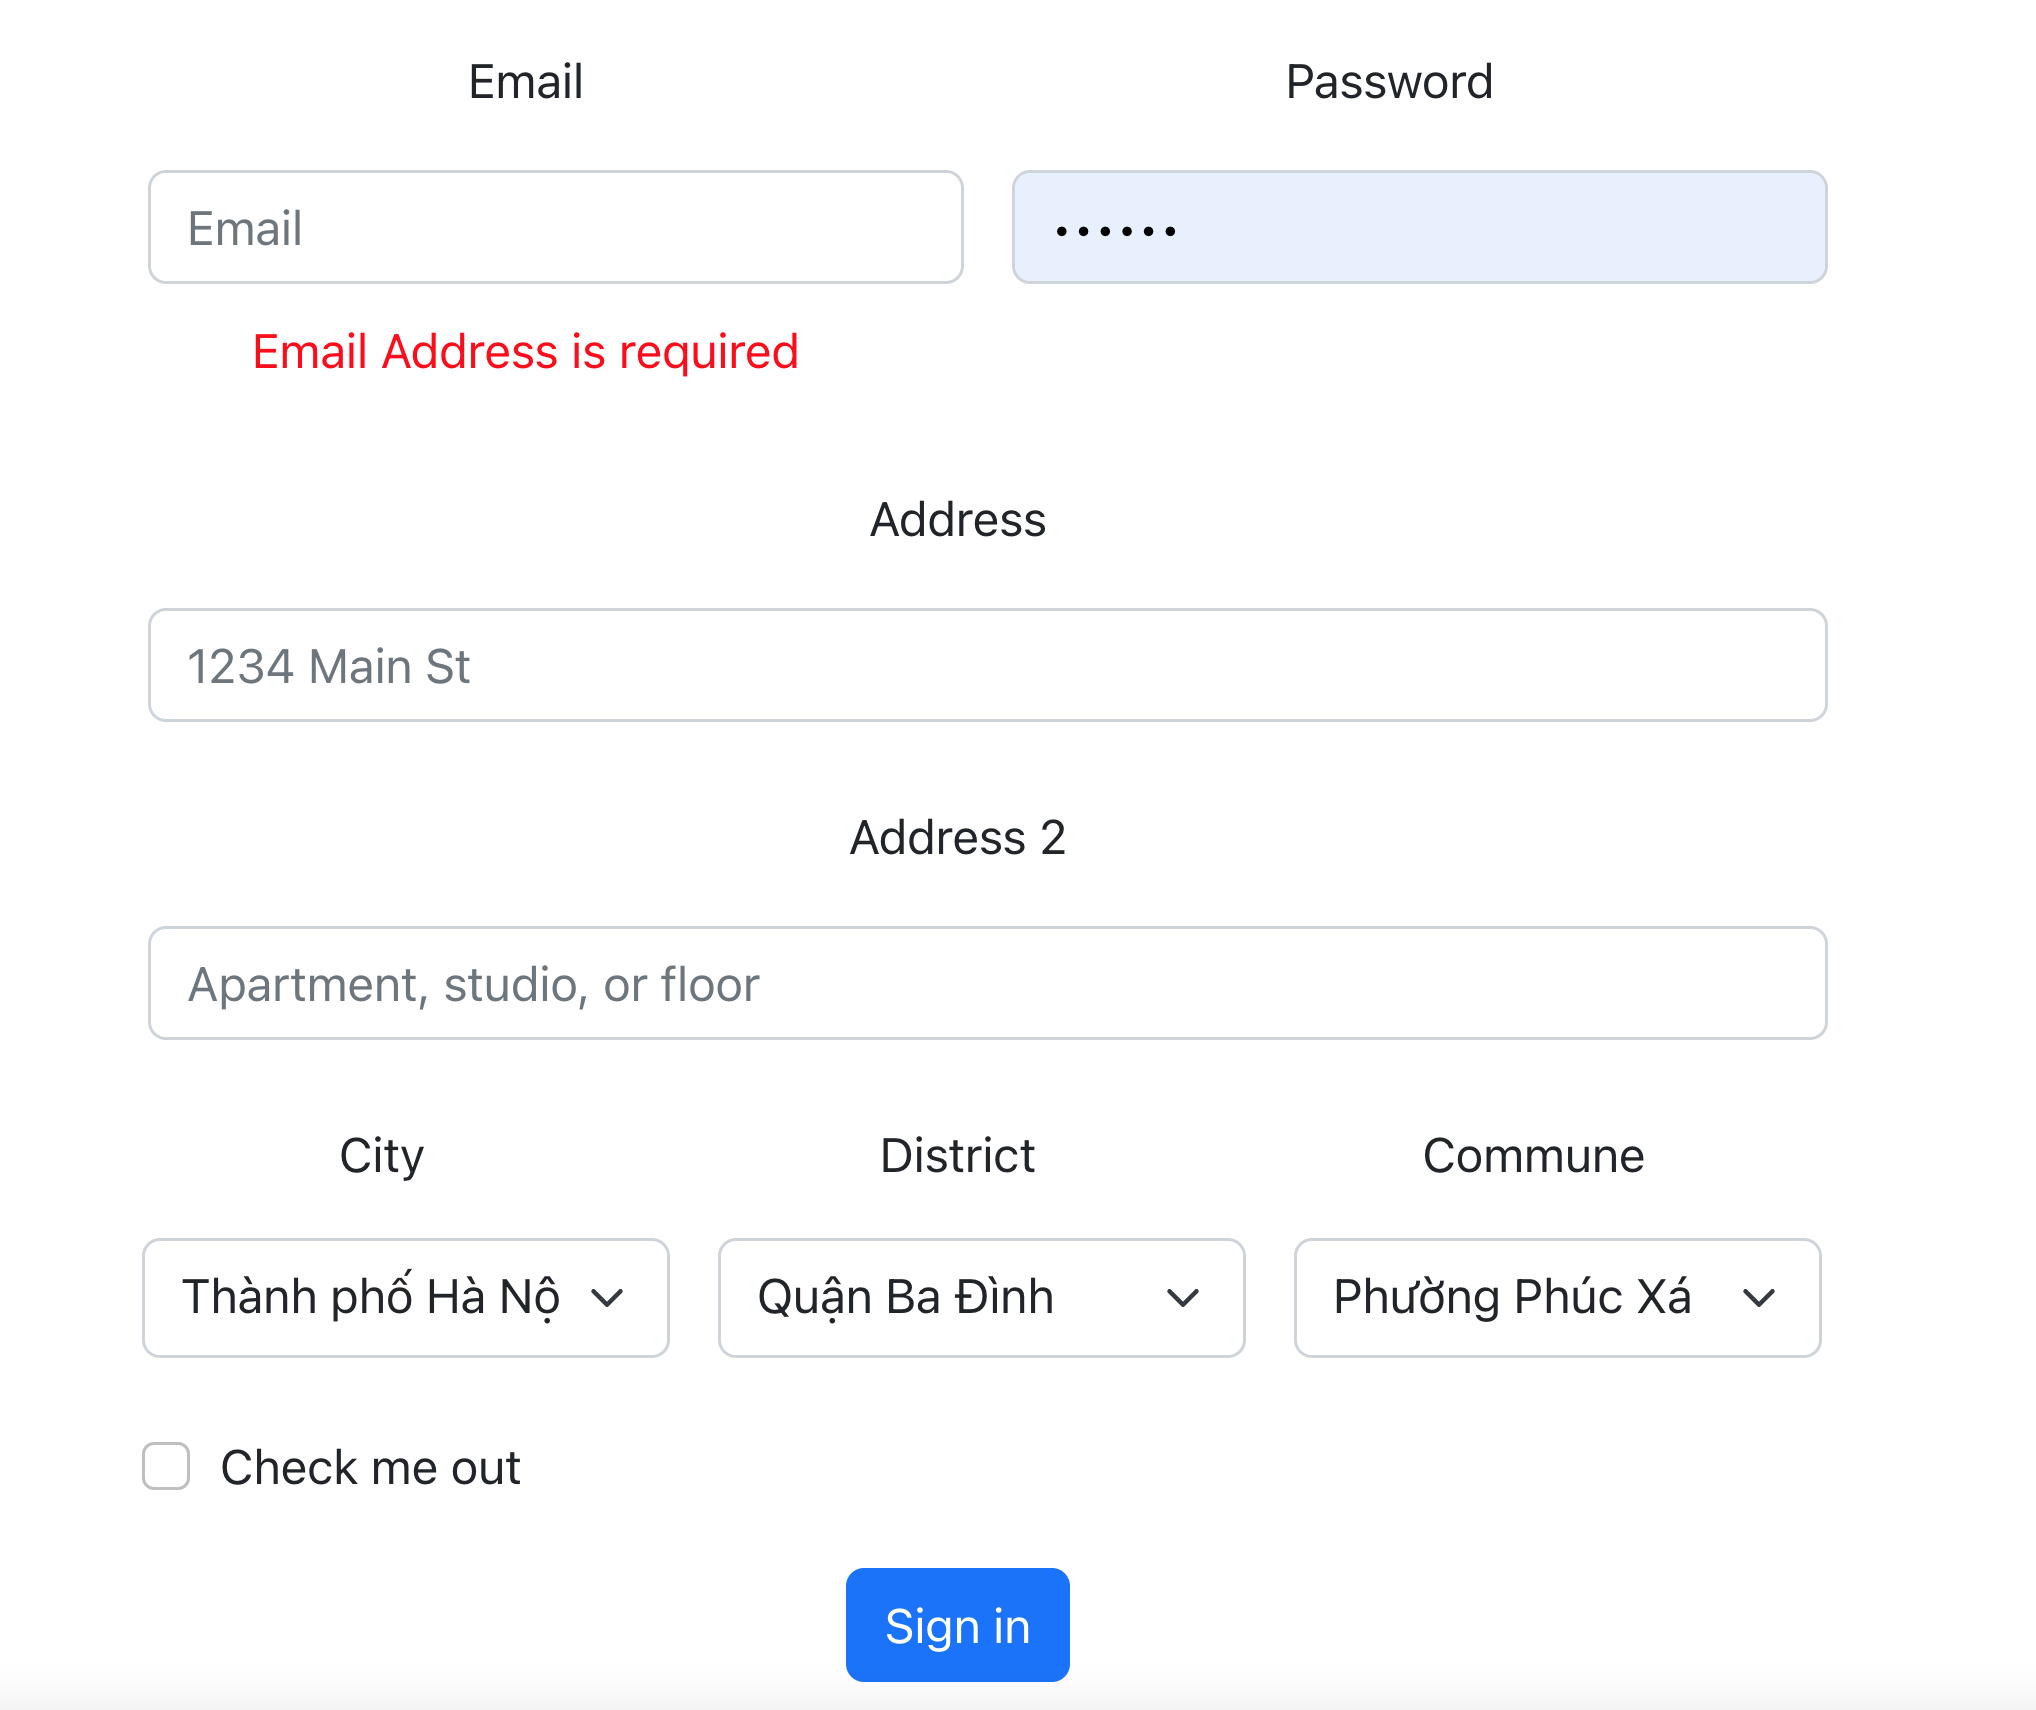 Email Password
Email ••••••
Email Address is required
Address
1234 Main St
Address 2
Apartment, studio, or floor
City District Commune
Thành phố Hà Nộ Quận Ba Đình Phường Phúc Xá
Check me out
Sign in